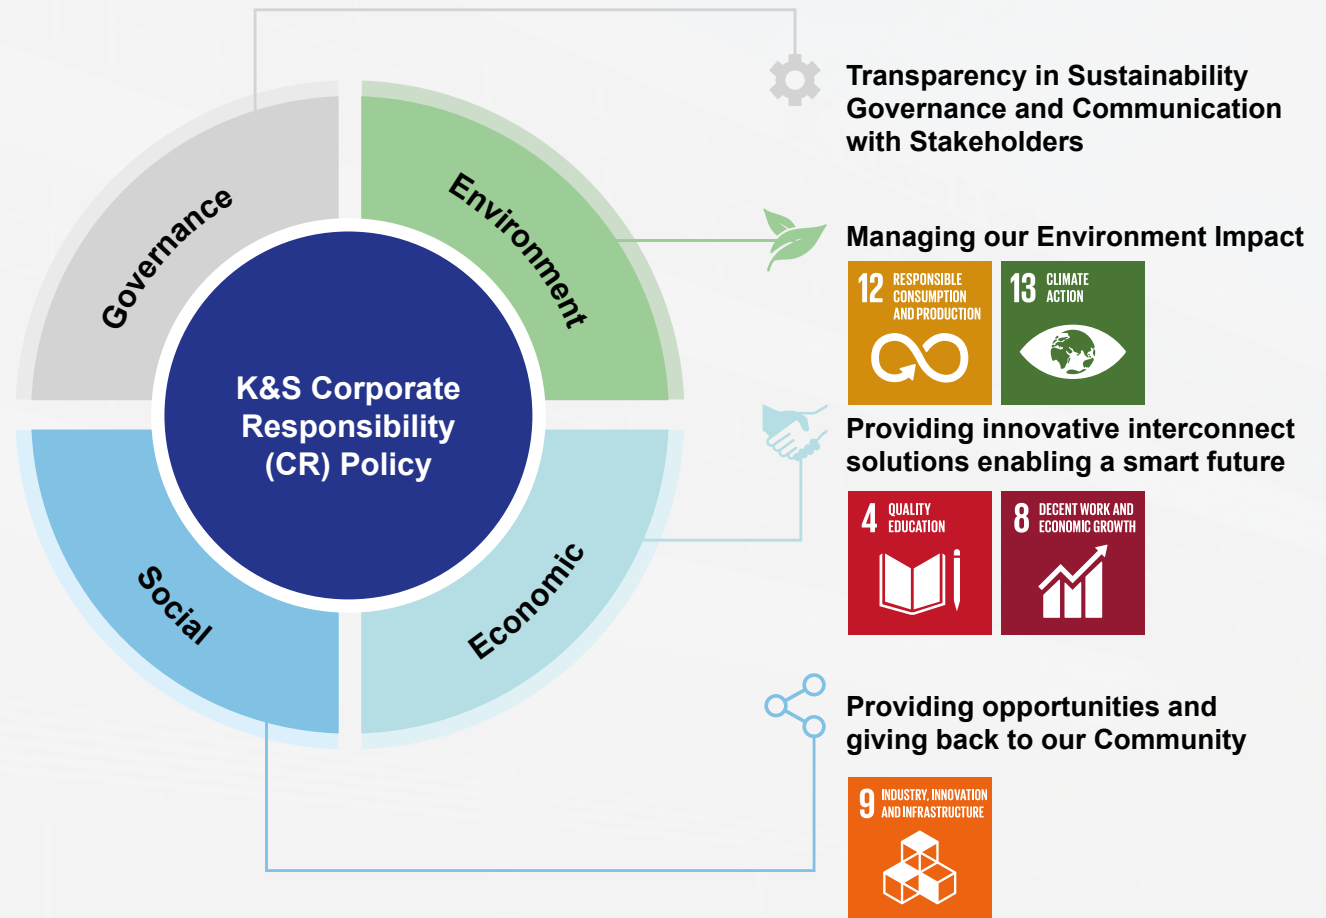 Governance
Environment
Social
Economic
K&S Corporate
Responsibility
(CR) Policy
Transparency in Sustainability
Governance and Communication
with Stakeholders
Managing our Environment Impact
12 RESPONSIBLE
CONSUMPTION
AND PRODUCTION
13 CLIMATE
ACTION
Providing innovative interconnect
solutions enabling a smart future
4 QUALITY
EDUCATION
8 DECENT WORK AND
ECONOMIC GROWTH
Providing opportunities and
giving back to our Community
9 INDUSTRY, INNOVATION
AND INFRASTRUCTURE